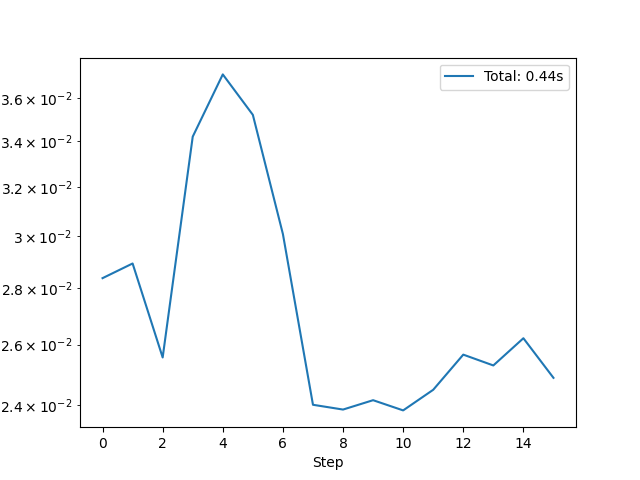 Total: 0.44s
3.6 × 10⁻²
3.4 × 10⁻²
3.2 × 10⁻²
3 × 10⁻²
2.8 × 10⁻²
2.6 × 10⁻²
2.4 × 10⁻²
0 2 4 6 8 10 12 14
Step